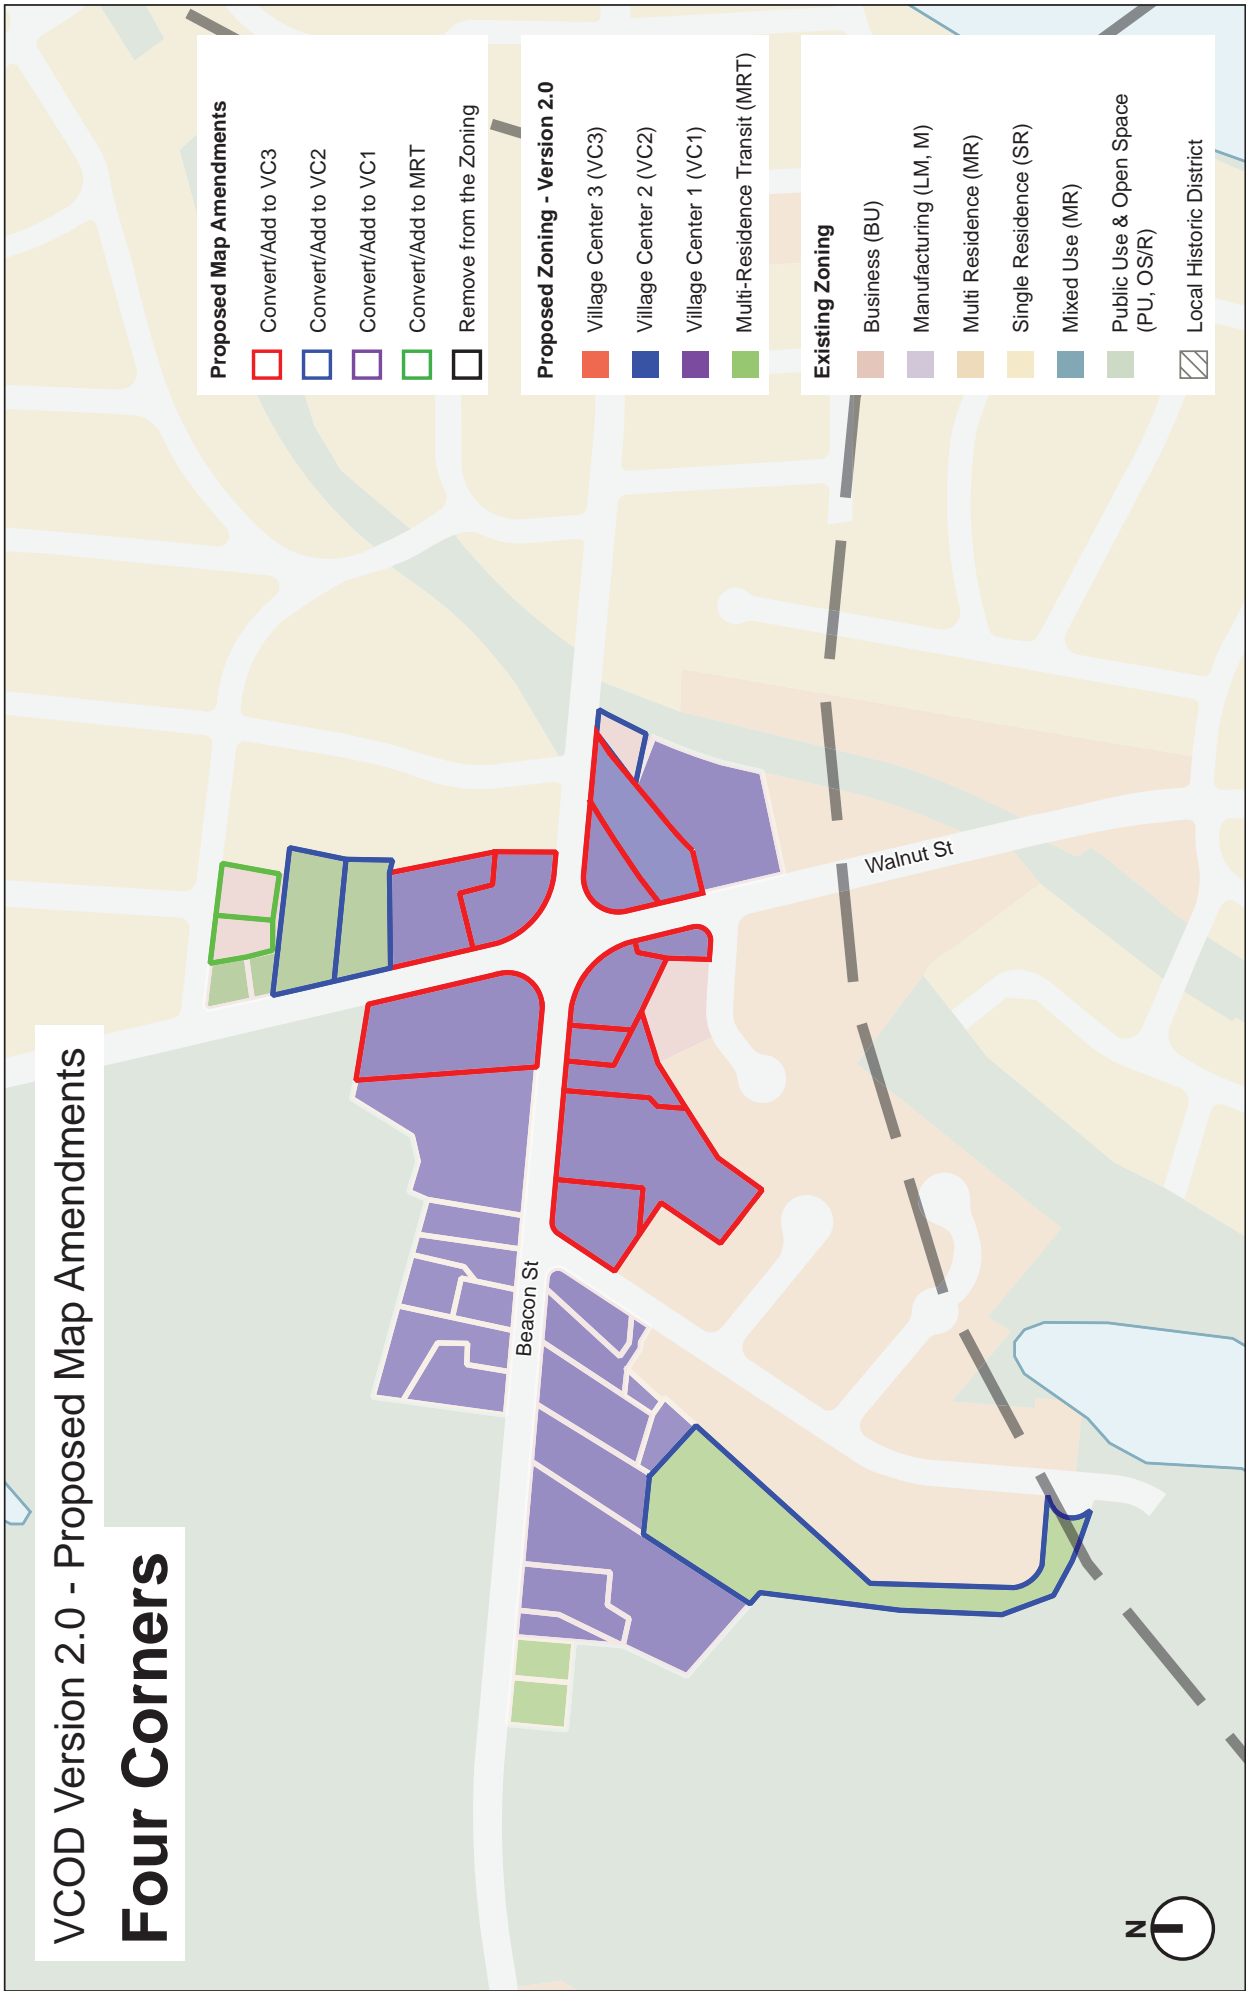 VCOD Version 2.0 - Proposed Map Amendments
Four Corners
Proposed Map Amendments
Convert/Add to VC3
Convert/Add to VC2
Convert/Add to VC1
Convert/Add to MRT
Remove from the Zoning
Proposed Zoning - Version 2.0
Village Center 3 (VC3)
Village Center 2 (VC2)
Village Center 1 (VC1)
Multi-Residence Transit (MRT)
Existing Zoning
Business (BU)
Manufacturing (LM, M)
Multi Residence (MR)
Single Residence (SR)
Mixed Use (MR)
Public Use & Open Space
(PU, OS/R)
Local Historic District
Beacon St
Walnut St
N